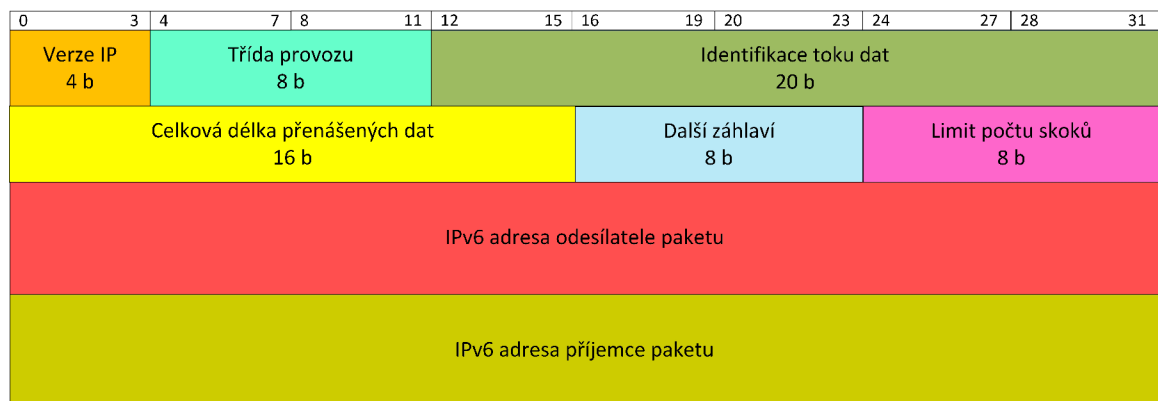 0 3 4 7 8 11 12 15 16 19 20 23 24 27 28 31
Verze IP Třída provozu Identifikace toku dat
4 b 8 b 20 b
Celková délka přenášených dat Další záhlaví Limit počtu skoků
16 b 8 b 8 b
IPv6 adresa odesílatele paketu
IPv6 adresa příjemce paketu